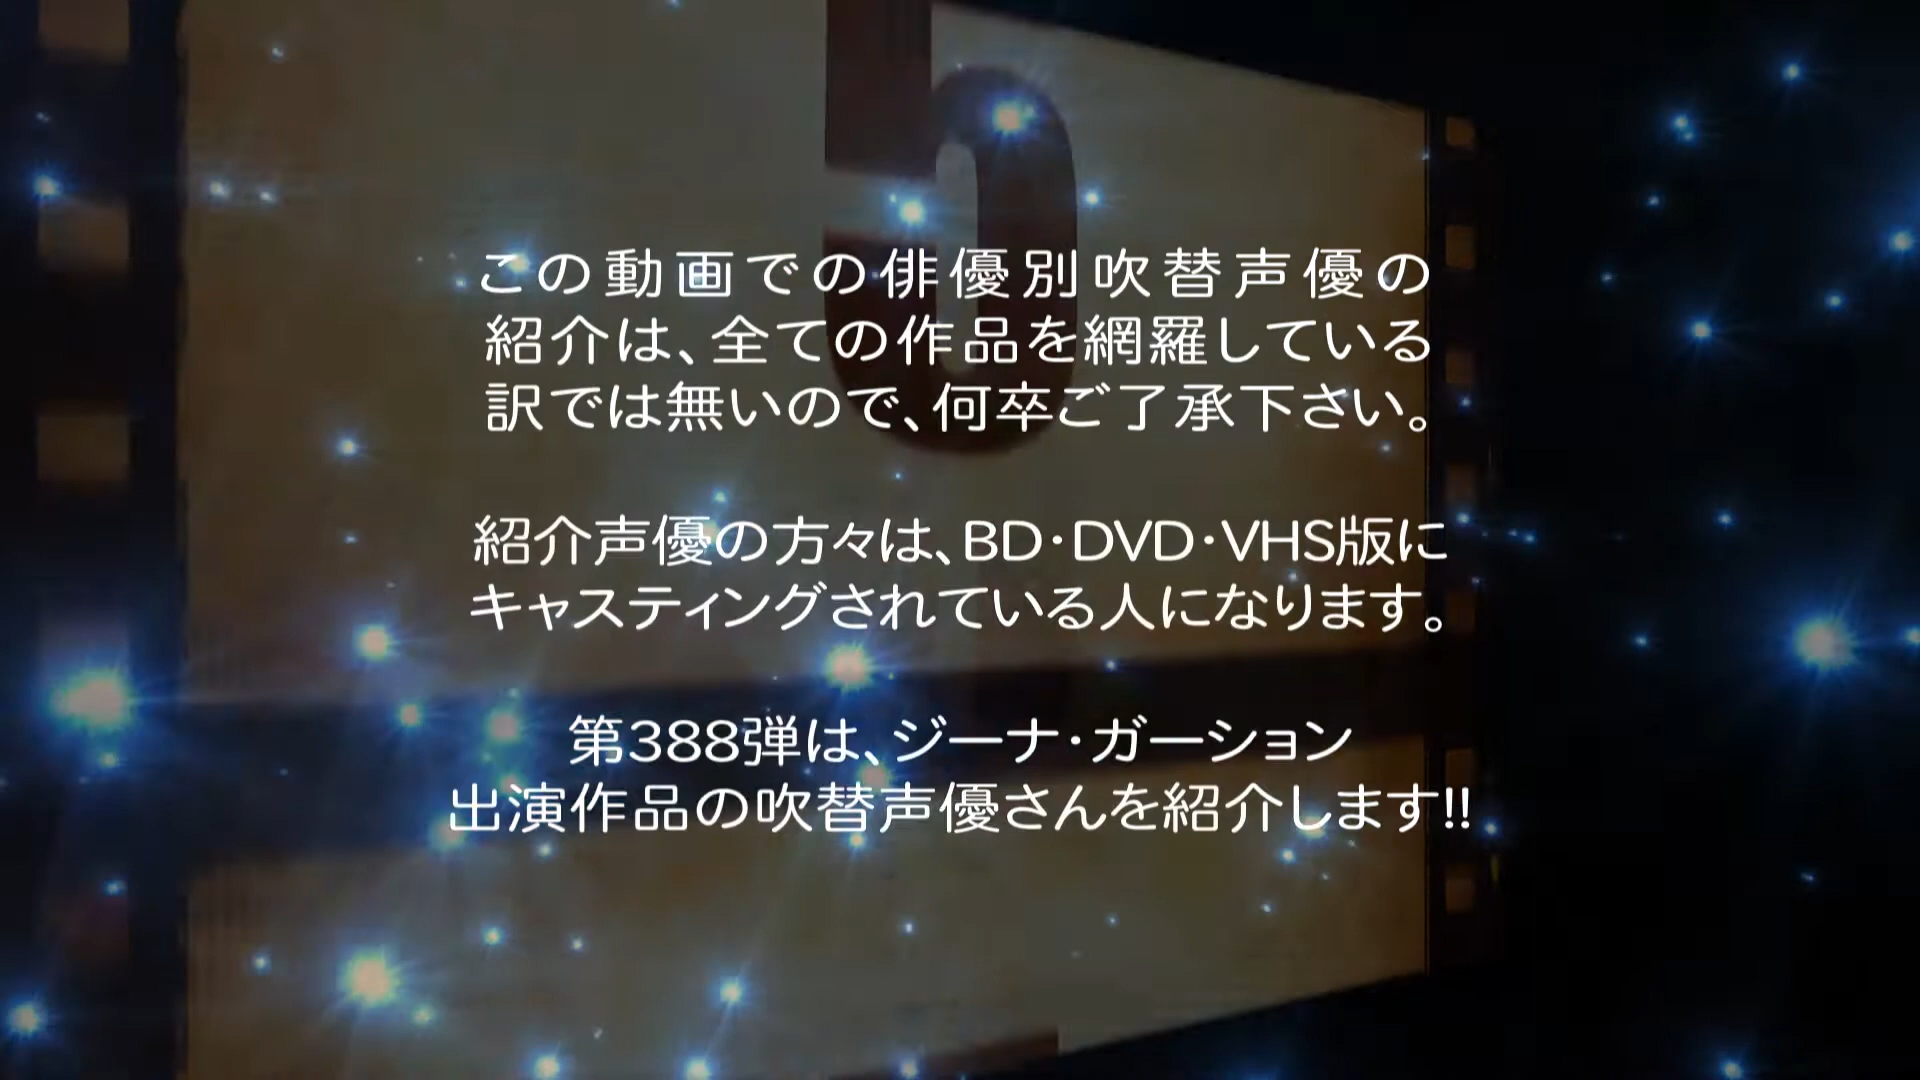 この動画での俳優別吹替声優の
紹介は、全ての作品を網羅している
訳では無いので、何卒ご了承下さい。
紹介声優の方々は、BD・DVD・VHS版に
キャスティングされている人になります。
第388弾は、ジーナ・ガーション
出演作品の吹替声優さんを紹介します!!
5